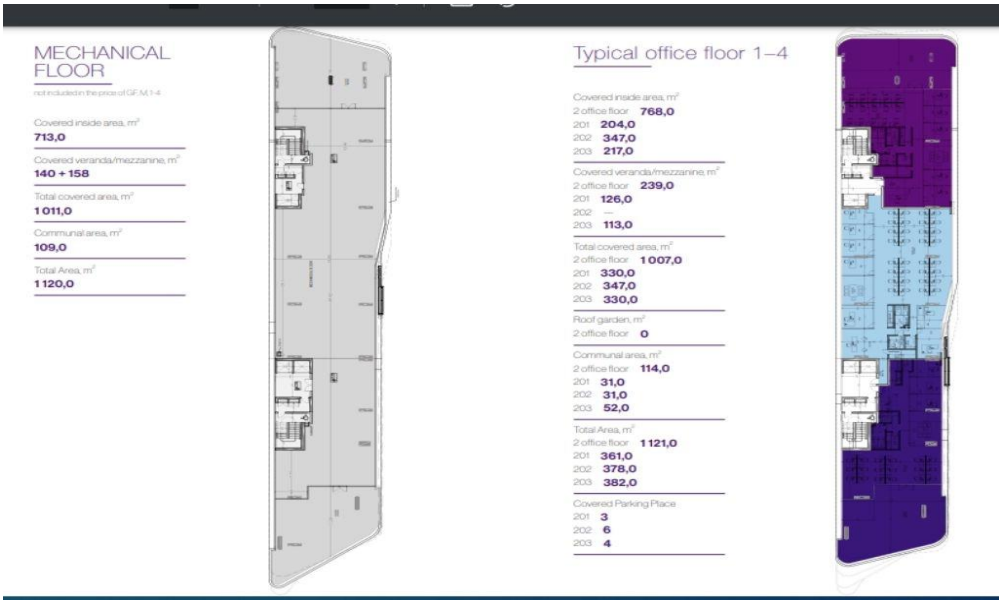 MECHANICAL
FLOOR
not included in the price of GF, M, 1-4
Covered inside area, m²
713,0
Covered veranda/mezzanine, m²
140 + 158
Total covered area, m²
1 011,0
Communal area, m²
109,0
Total Area, m²
1 120,0
Typical office floor 1–4
Covered inside area, m²
2 office floor 768,0
201 204,0
202 347,0
203 217,0
Covered veranda/mezzanine, m²
2 office floor 239,0
201 126,0
202 —
203 113,0
Total covered area, m²
2 office floor 1 007,0
201 330,0
202 347,0
203 330,0
Roof garden, m²
2 office floor 0
Communal area, m²
2 office floor 114,0
201 31,0
202 31,0
203 52,0
Total Area, m²
2 office floor 1 121,0
201 361,0
202 378,0
203 382,0
Covered Parking Place
201 3
202 6
203 4